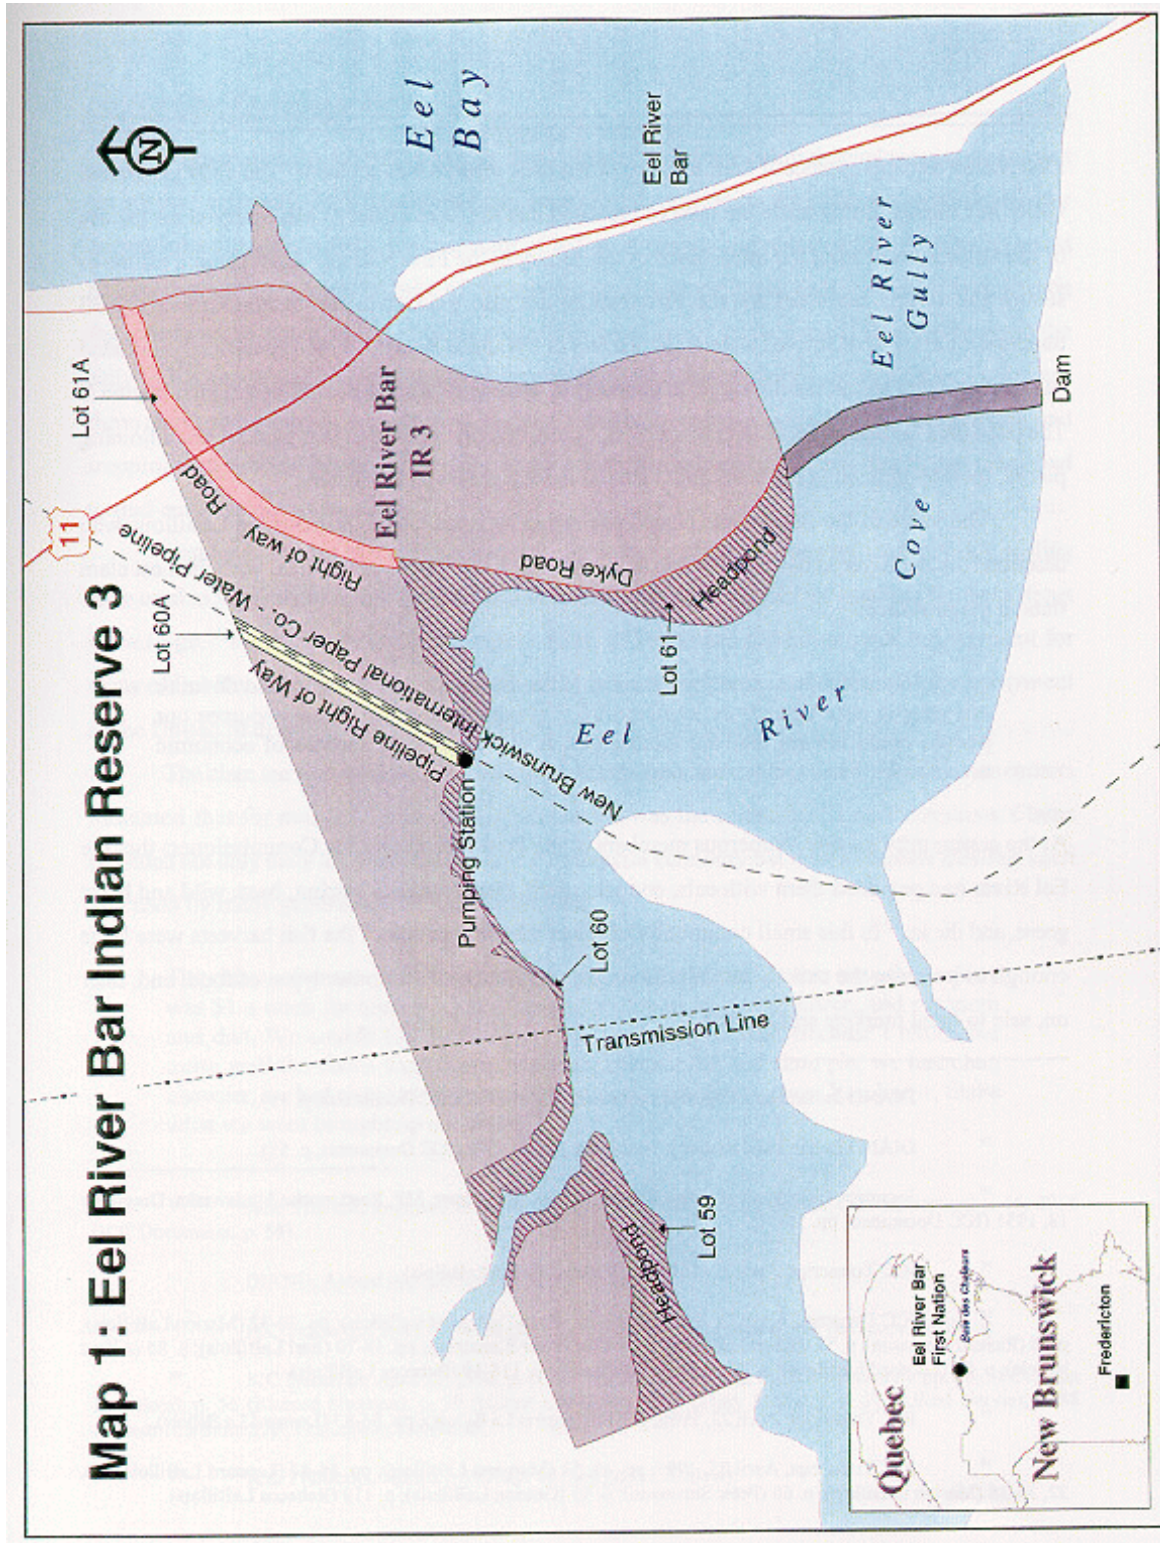 Map 1: Eel River Bar Indian Reserve 3
N
Eel
Bay
Eel River
Bar
Eel River
Gully
Dam
Cove
Lot 61A
11
Road
Right of way
Eel River Bar
IR 3
Dyke Road
Headpond
Lot 61
Lot 60A
New Brunswick International Paper Co. - Water Pipeline
Pipeline Right of Way
Pumping Station
Eel
River
Lot 60
Transmission Line
Lot 59
Headpond
Quebec
Eel River Bar
First Nation
Baie des Chaleurs
New Brunswick
Fredericton